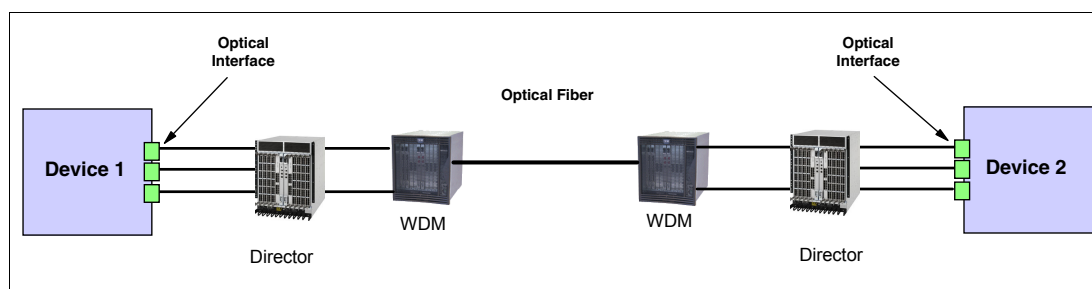 Optical
Interface
Optical
Interface
Optical Fiber
Device 1
Device 2
WDM
WDM
Director
Director